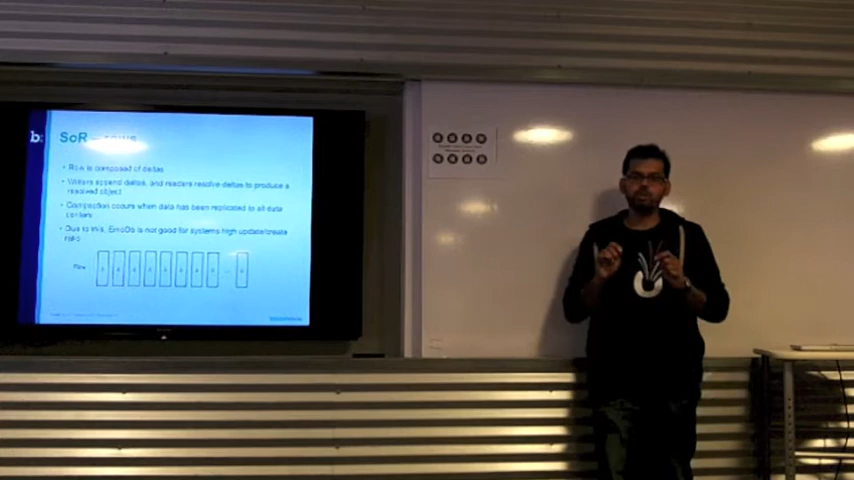 b:
SoR – rows
• Row is composed of deltas
• Writers append deltas, and readers resolve deltas to produce a
resolved object
• Compaction occurs when data has been replicated to all data
centers
• Due to this, EmoDB is not good for systems high update/create
ratio
Row